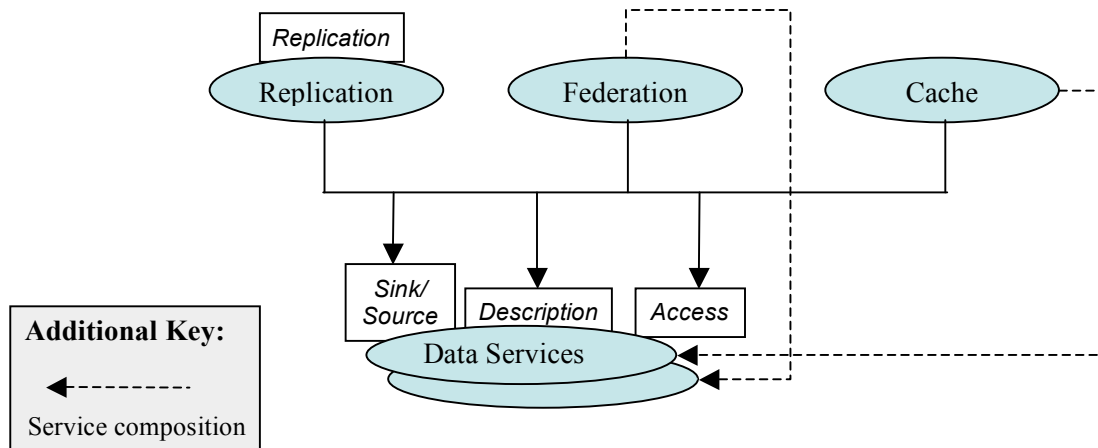 Replication
Replication
Federation
Cache
Sink/
Source
Description
Access
Data Services
Additional Key:
Service composition